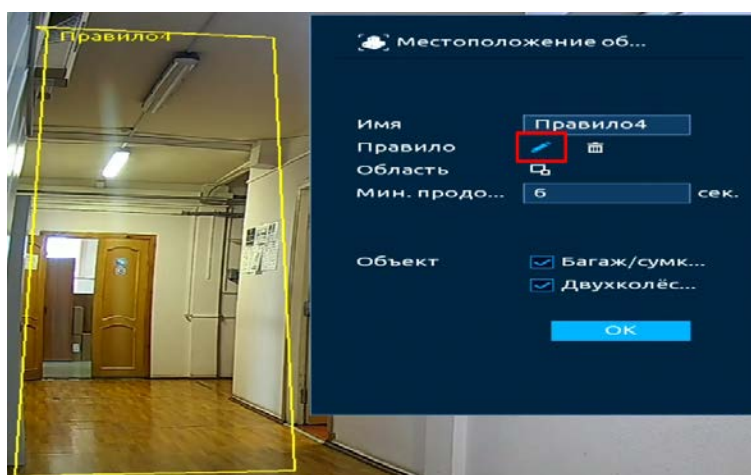 Правило4
Местоположение об...
Имя Правило4
Правило
Область
Мин. продо... 6 сек.
Объект Багаж/сумк...
Двухколёс...
OK